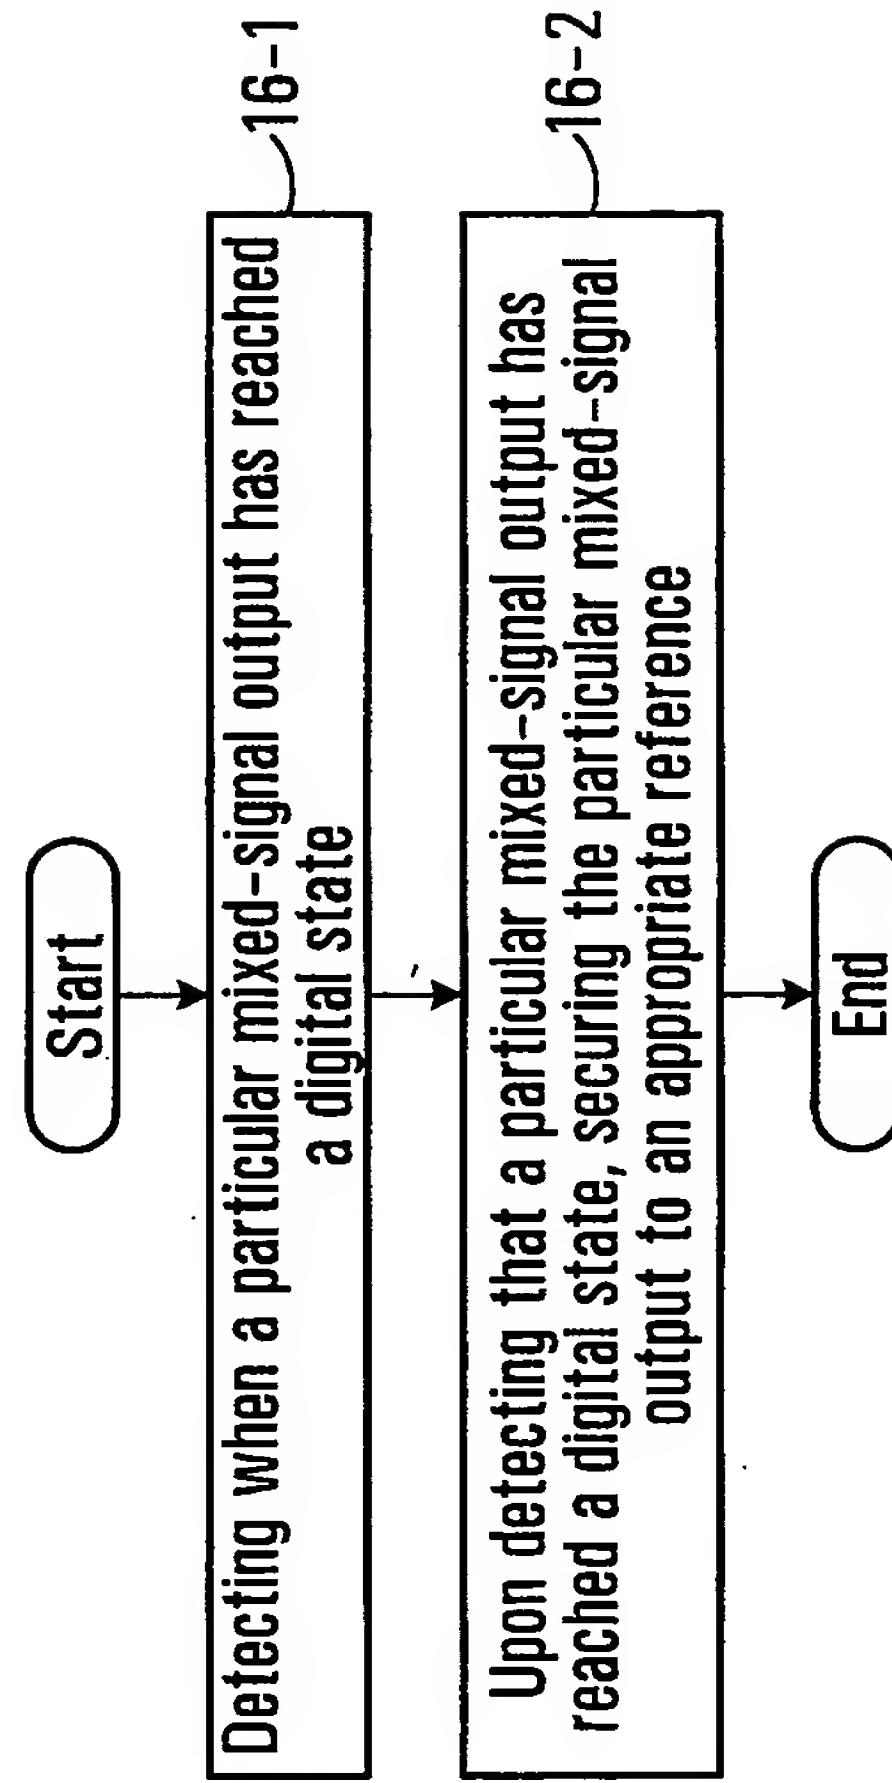 Start
Detecting when a particular mixed-signal output has reached
a digital state
16-1
Upon detecting that a particular mixed-signal output has
reached a digital state, securing the particular mixed-signal
output to an appropriate reference
16-2
End